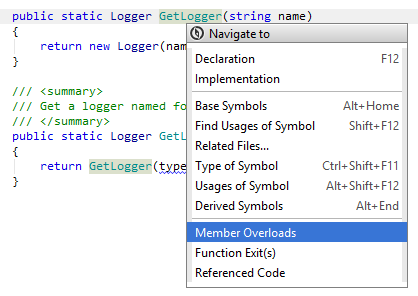 public static Logger GetLogger(string name)
{
return new Logger(nam
}
/// <summary>
/// Get a logger named fo
/// </summary>
public static Logger GetL
{
return GetLogger(type
}
Navigate to
Declaration F12
Implementation
Base Symbols Alt+Home
Find Usages of Symbol Shift+F12
Related Files...
Type of Symbol Ctrl+Shift+F11
Usages of Symbol Alt+Shift+F12
Derived Symbols Alt+End
Member Overloads
Function Exit(s)
Referenced Code